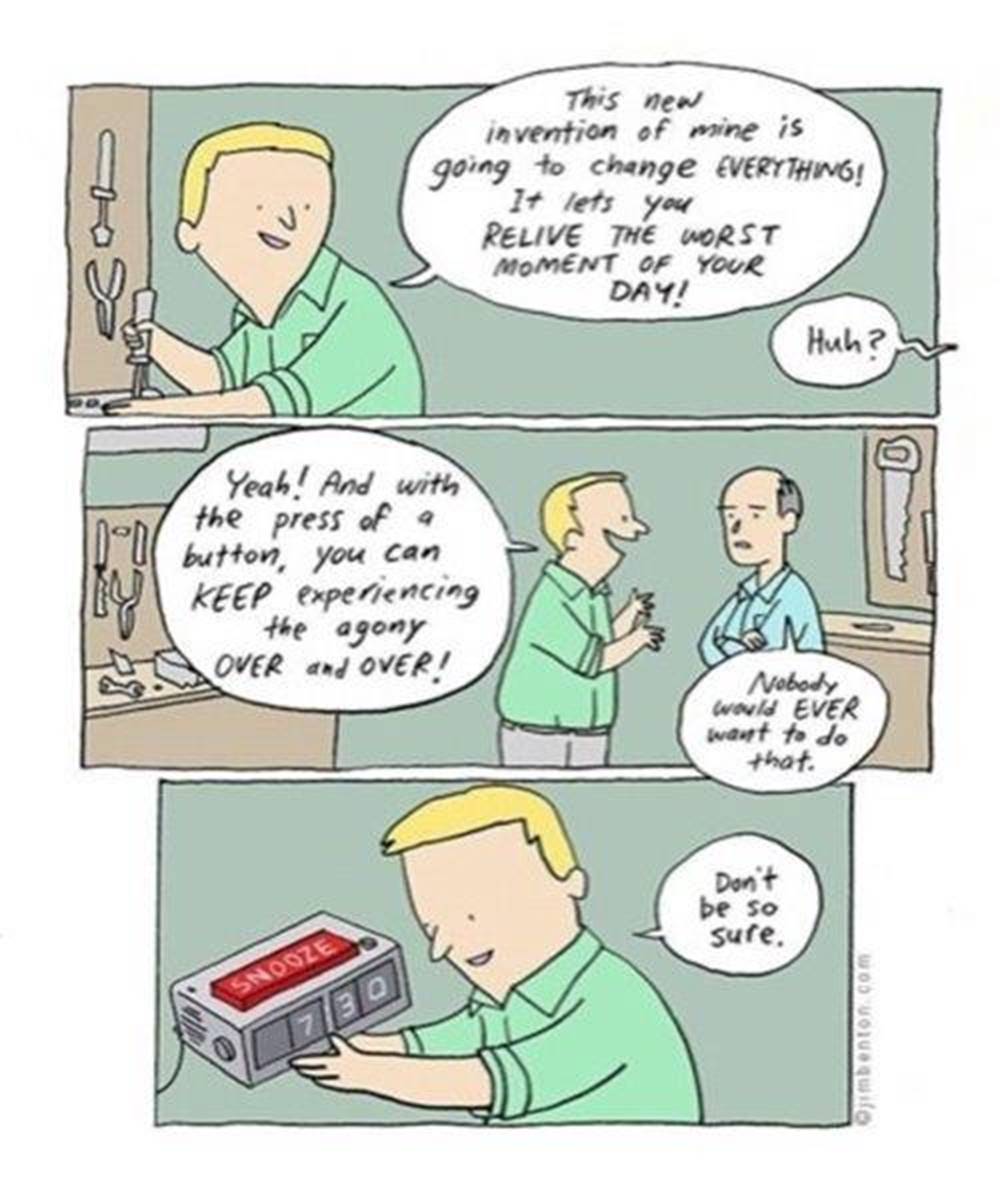 This new
invention of mine is
going to change EVERYTHING!
It lets you
RELIVE THE WORST
MOMENT OF YOUR
DAY!
Huh?
Yeah! And with
the press of a
button, you can
KEEP experiencing
the agony
OVER and OVER!
Nobody
would EVER
want to do
that.
Don't
be so
sure.
SNOOZE
7 30
©jimbenton.com